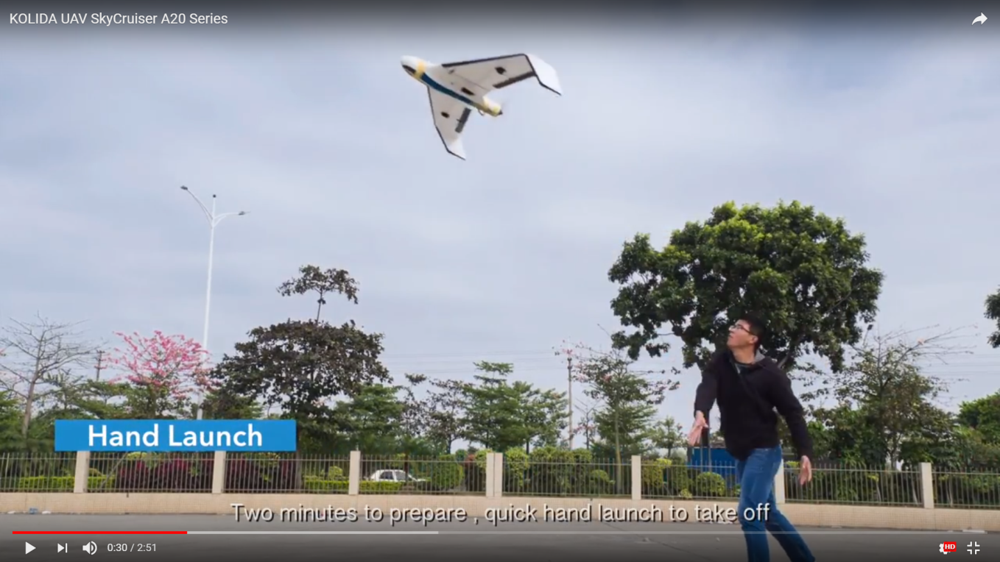 KOLIDA UAV SkyCruiser A20 Series
Hand Launch
Two minutes to prepare , quick hand launch to take off
0:30 / 2:51
HD